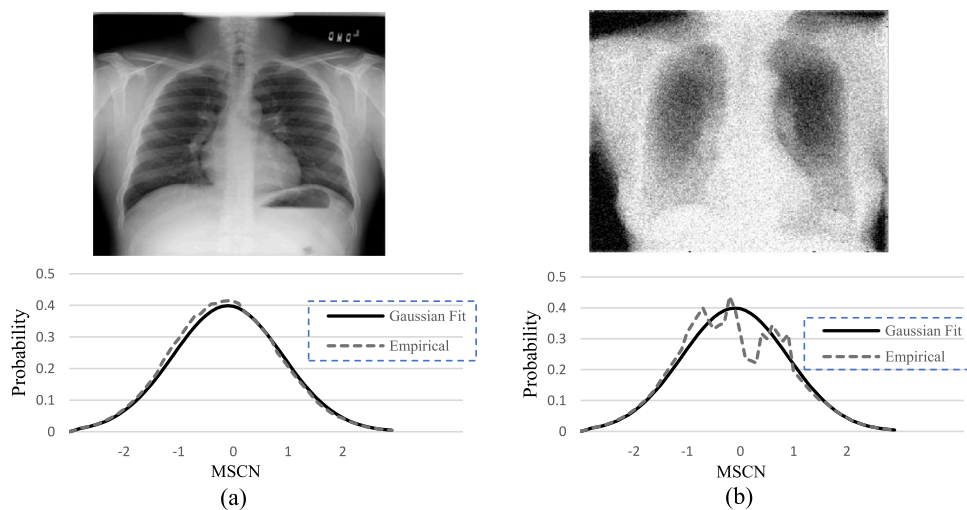 0.5
0.4
0.3
0.2
0.1
0
Probability
Gaussian Fit
Empirical
-2 -1 0 1 2
MSCN
(a)
0.5
0.4
0.3
0.2
0.1
0
Probability
Gaussian Fit
Empirical
-2 -1 0 1 2
MSCN
(b)